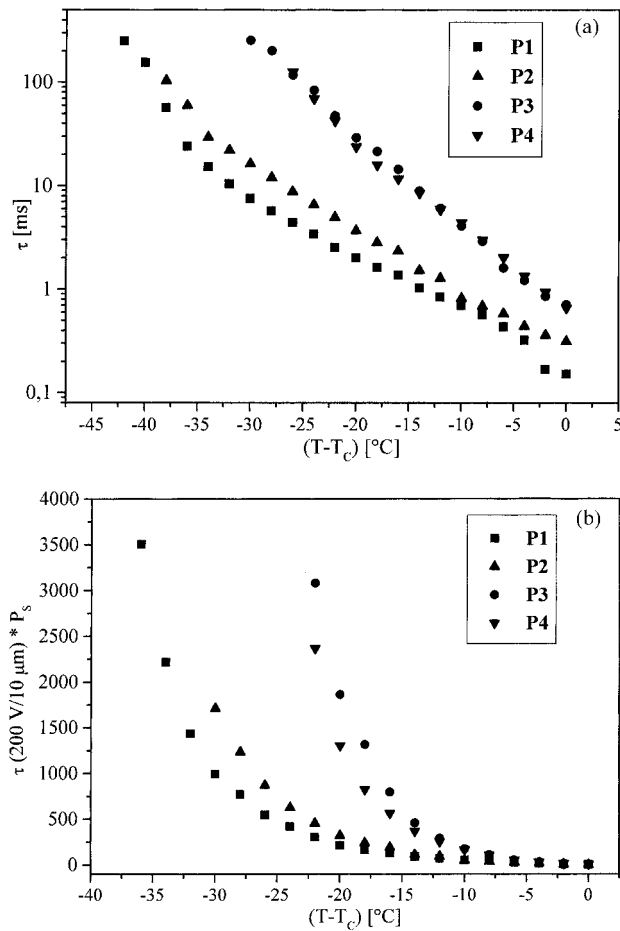 (a)
P1
P2
P3
P4
100
10
1
0,1
τ [ms]
-45 -40 -35 -30 -25 -20 -15 -10 -5 0 5
(T-T_C) [°C]
(b)
P1
P2
P3
P4
4000
3500
3000
2500
2000
1500
1000
500
0
τ (200 V/10 μm) * P_S
-40 -35 -30 -25 -20 -15 -10 -5 0
(T-T_C) [°C]